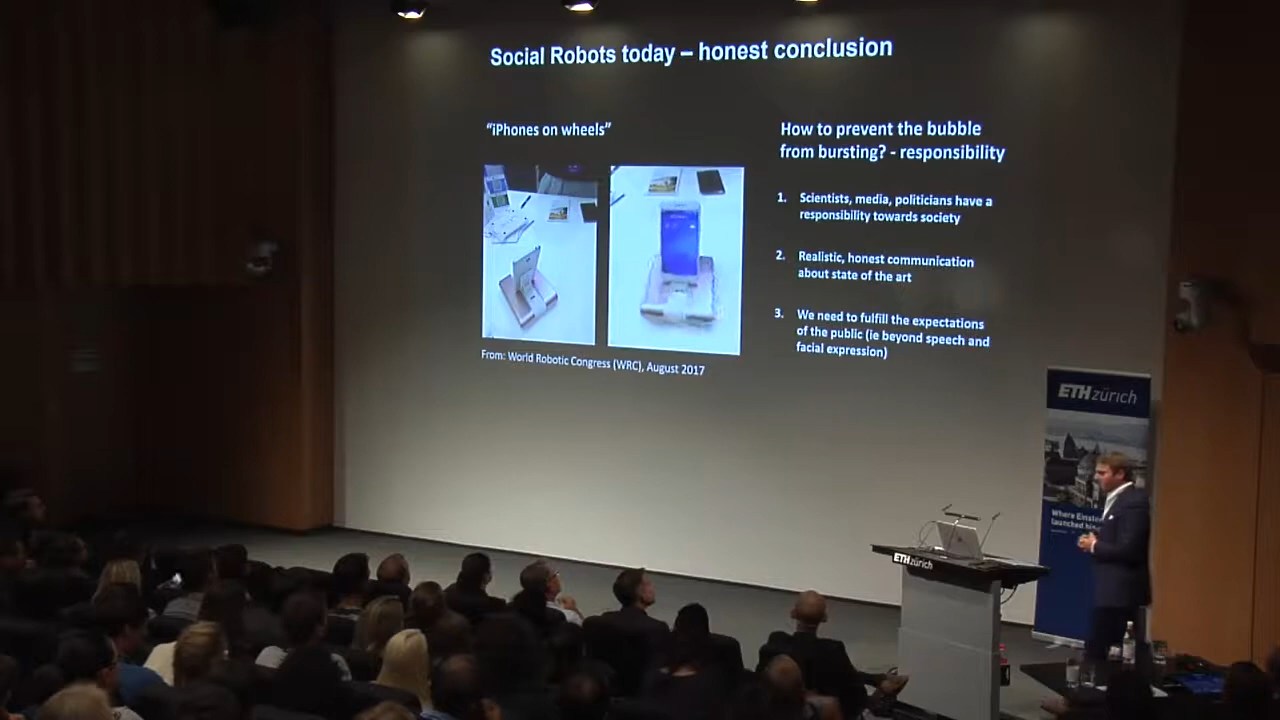 Social Robots today – honest conclusion
“iPhones on wheels”
From: World Robotic Congress (WRC), August 2017
How to prevent the bubble
from bursting? - responsibility
1. Scientists, media, politicians have a
responsibility towards society
2. Realistic, honest communication
about state of the art
3. We need to fulfill the expectations
of the public (ie beyond speech and
facial expression)
ETH zürich
Where Einste
launched hi
ETH zürich